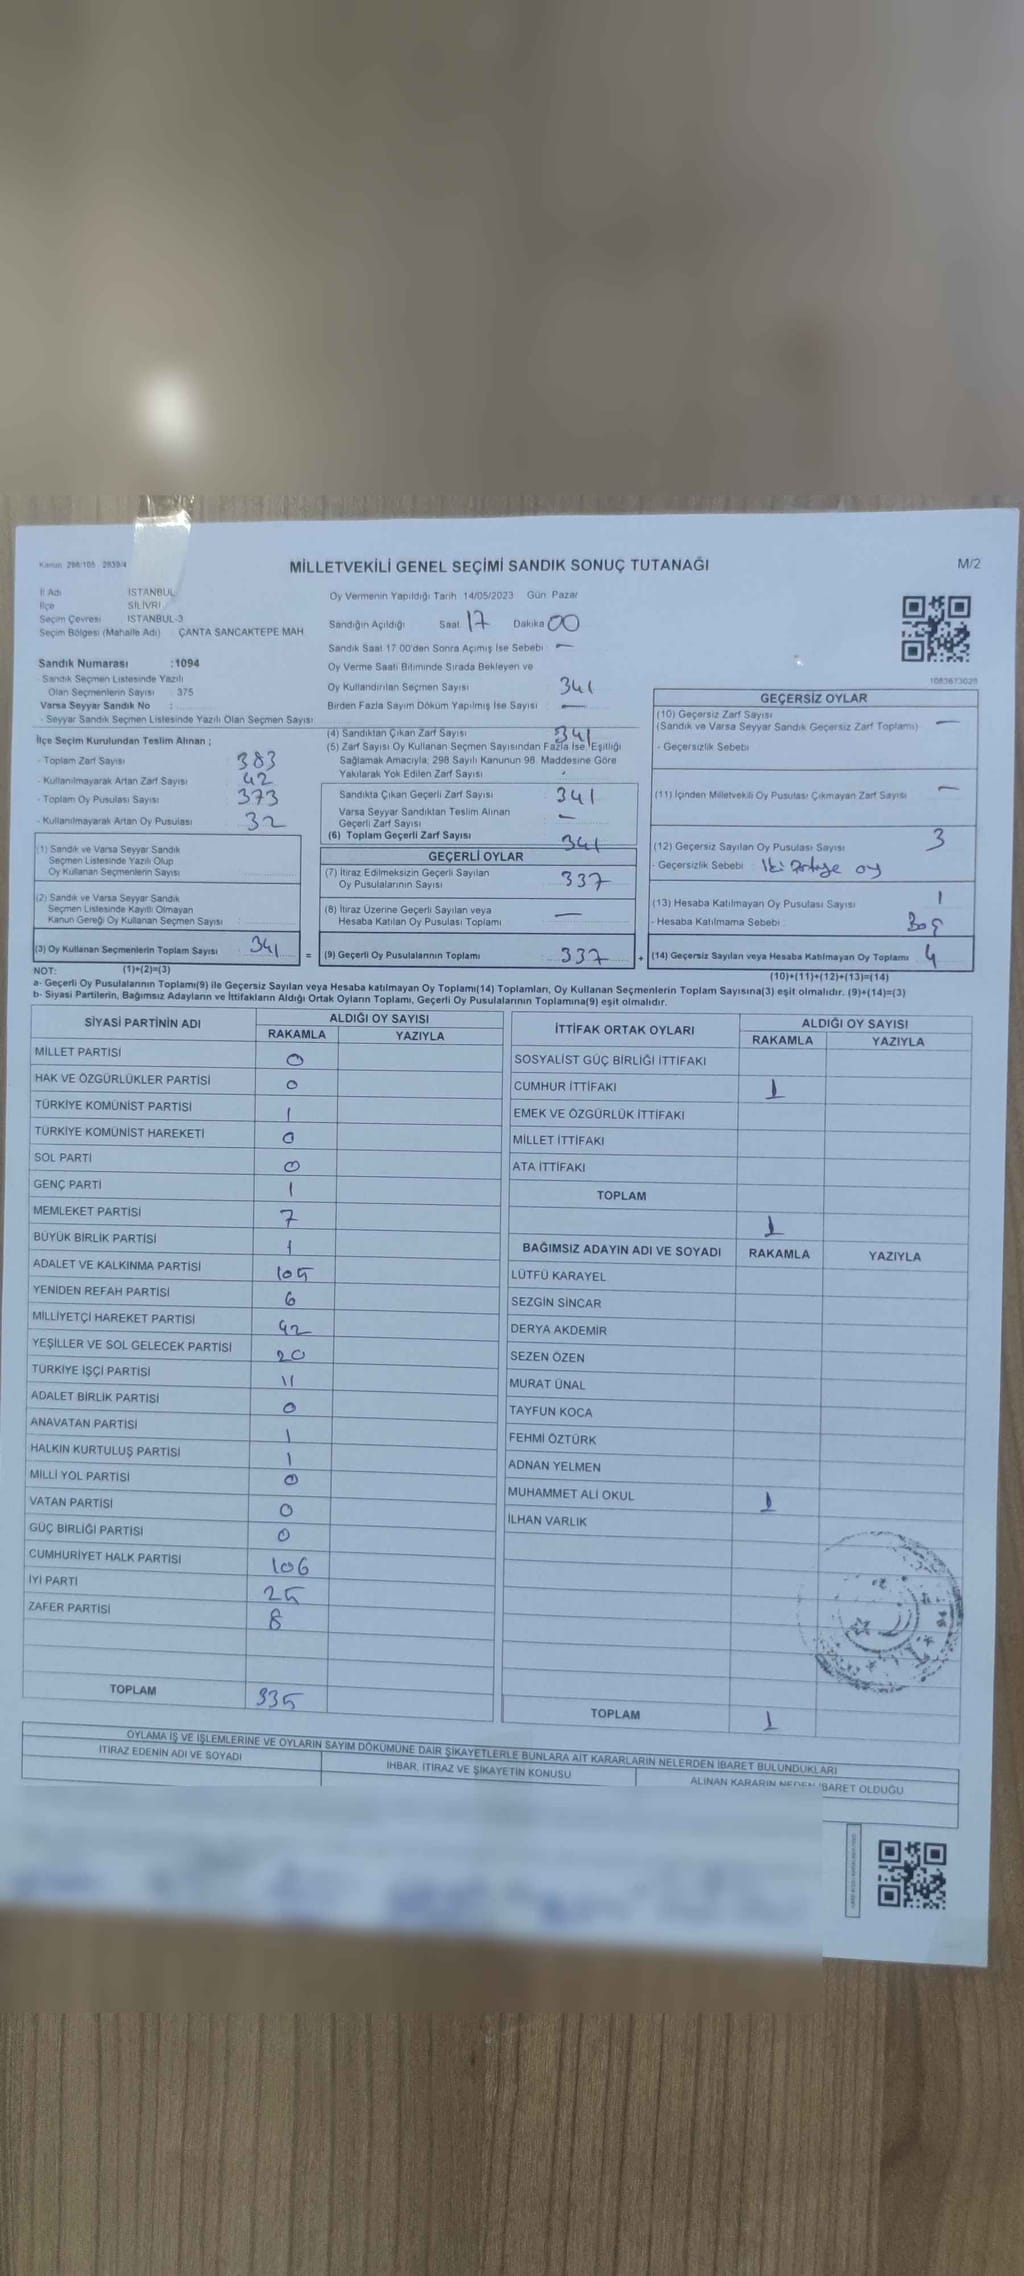 Kanun 298/105 2839/4
MİLLETVEKİLİ GENEL SEÇİMİ SANDIK SONUÇ TUTANAĞI
M/2
İl Adı İSTANBUL
İlçe SİLİVRİ
Seçim Çevresi İSTANBUL-3
Seçim Bölgesi (Mahalle Adı) : ÇANTA SANCAKTEPE MAH
Sandık Numarası :1094
- Sandık Seçmen Listesinde Yazılı
Olan Seçmenlerin Sayısı : 375
Varsa Seyyar Sandık No :
- Seyyar Sandık Seçmen Listesinde Yazılı Olan Seçmen Sayısı
Oy Vermenin Yapıldığı Tarih 14/05/2023 Gün Pazar
Sandığın Açıldığı Saat 17 Dakika 00
Sandık Saat 17 00'den Sonra Açımış İse Sebebi : —
Oy Verme Saati Bitiminde Sırada Bekleyen ve
Oy Kullandırılan Seçmen Sayısı 341
Birden Fazla Sayım Döküm Yapılmış İse Sayısı —
İlçe Seçim Kurulundan Teslim Alınan ;
- Toplam Zarf Sayısı 383
- Kullanılmayarak Artan Zarf Sayısı 42
- Toplam Oy Pusulası Sayısı 373
- Kullanılmayarak Artan Oy Pusulası 32
(4) Sandıktan Çıkan Zarf Sayısı 341
(5) Zarf Sayısı Oy Kullanan Seçmen Sayısından Fazla İse, Eşitliği
Sağlamak Amacıyla; 298 Sayılı Kanunun 98. Maddesine Göre
Yakılarak Yok Edilen Zarf Sayısı
Sandıkta Çıkan Geçerli Zarf Sayısı 341
Varsa Seyyar Sandıktan Teslim Alınan
Geçerli Zarf Sayısı —
(6) Toplam Geçerli Zarf Sayısı 341
1083673028
GEÇERSİZ OYLAR
(10) Geçersiz Zarf Sayısı
(Sandık ve Varsa Seyyar Sandık Geçersiz Zarf Toplamı) —
- Geçersizlik Sebebi
(11) İçinden Milletvekili Oy Pusulası Çıkmayan Zarf Sayısı —
(12) Geçersiz Sayılan Oy Pusulası Sayısı 3
- Geçersizlik Sebebi : İki Partiye oy
(13) Hesaba Katılmayan Oy Pusulası Sayısı 1
- Hesaba Katılmama Sebebi : Boş
(14) Geçersiz Sayılan veya Hesaba Katılmayan Oy Toplamı 4
(10)+(11)+(12)+(13)=(14)
(1) Sandık ve Varsa Seyyar Sandık
Seçmen Listesinde Yazılı Olup
Oy Kullanan Seçmenlerin Sayısı
(2) Sandık ve Varsa Seyyar Sandık
Seçmen Listesinde Kayıtlı Olmayan
Kanun Gereği Oy Kullanan Seçmen Sayısı
(3) Oy Kullanan Seçmenlerin Toplam Sayısı 341 =
GEÇERLİ OYLAR
(7) İtiraz Edilmeksizin Geçerli Sayılan
Oy Pusulalarının Sayısı 337
(8) İtiraz Üzerine Geçerli Sayılan veya
Hesaba Katılan Oy Pusulası Toplamı —
(9) Geçerli Oy Pusulalarının Toplamı 337 +
NOT: (1)+(2)=(3)
a- Geçerli Oy Pusulalarının Toplamı(9) ile Geçersiz Sayılan veya Hesaba katılmayan Oy Toplamı(14) Toplamları, Oy Kullanan Seçmenlerin Toplam Sayısına(3) eşit olmalıdır. (9)+(14)=(3)
b- Siyasi Partilerin, Bağımsız Adayların ve İttifakların Aldığı Ortak Oyların Toplamı, Geçerli Oy Pusulalarının Toplamına(9) eşit olmalıdır.
SİYASİ PARTİNİN ADI
ALDIĞI OY SAYISI
RAKAMLA YAZIYLA
MİLLET PARTİSİ 0
HAK VE ÖZGÜRLÜKLER PARTİSİ 0
TÜRKİYE KOMÜNİST PARTİSİ 1
TÜRKİYE KOMÜNİST HAREKETİ 0
SOL PARTİ 0
GENÇ PARTİ 1
MEMLEKET PARTİSİ 7
BÜYÜK BİRLİK PARTİSİ 1
ADALET VE KALKINMA PARTİSİ 105
YENİDEN REFAH PARTİSİ 6
MİLLİYETÇİ HAREKET PARTİSİ 42
YEŞİLLER VE SOL GELECEK PARTİSİ 20
TÜRKİYE İŞÇİ PARTİSİ 11
ADALET BİRLİK PARTİSİ 0
ANAVATAN PARTİSİ 1
HALKIN KURTULUŞ PARTİSİ 1
MİLLİ YOL PARTİSİ 0
VATAN PARTİSİ 0
GÜÇ BİRLİĞİ PARTİSİ 0
CUMHURİYET HALK PARTİSİ 106
İYİ PARTİ 25
ZAFER PARTİSİ 8
TOPLAM 335
İTTİFAK ORTAK OYLARI
ALDIĞI OY SAYISI
RAKAMLA YAZIYLA
SOSYALİST GÜÇ BİRLİĞİ İTTİFAKI
CUMHUR İTTİFAKI 1
EMEK VE ÖZGÜRLÜK İTTİFAKI
MİLLET İTTİFAKI
ATA İTTİFAKI
TOPLAM
1
BAĞIMSIZ ADAYIN ADI VE SOYADI RAKAMLA YAZIYLA
LÜTFÜ KARAYEL
SEZGİN SİNCAR
DERYA AKDEMİR
SEZEN ÖZEN
MURAT ÜNAL
TAYFUN KOCA
FEHMİ ÖZTÜRK
ADNAN YELMEN
MUHAMMET ALİ OKUL 1
İLHAN VARLIK
TOPLAM 1
OYLAMA İŞ VE İŞLEMLERİNE VE OYLARIN SAYIM DÖKÜMÜNE DAİR ŞİKAYETLERLE BUNLARA AİT KARARLARIN NELERDEN İBARET BULUNDUKLARI
İTİRAZ EDENİN ADI VE SOYADI
İHBAR, İTİRAZ VE ŞİKAYETİN KONUSU
ALINAN KARARIN NEDEN İBARET OLDUĞU